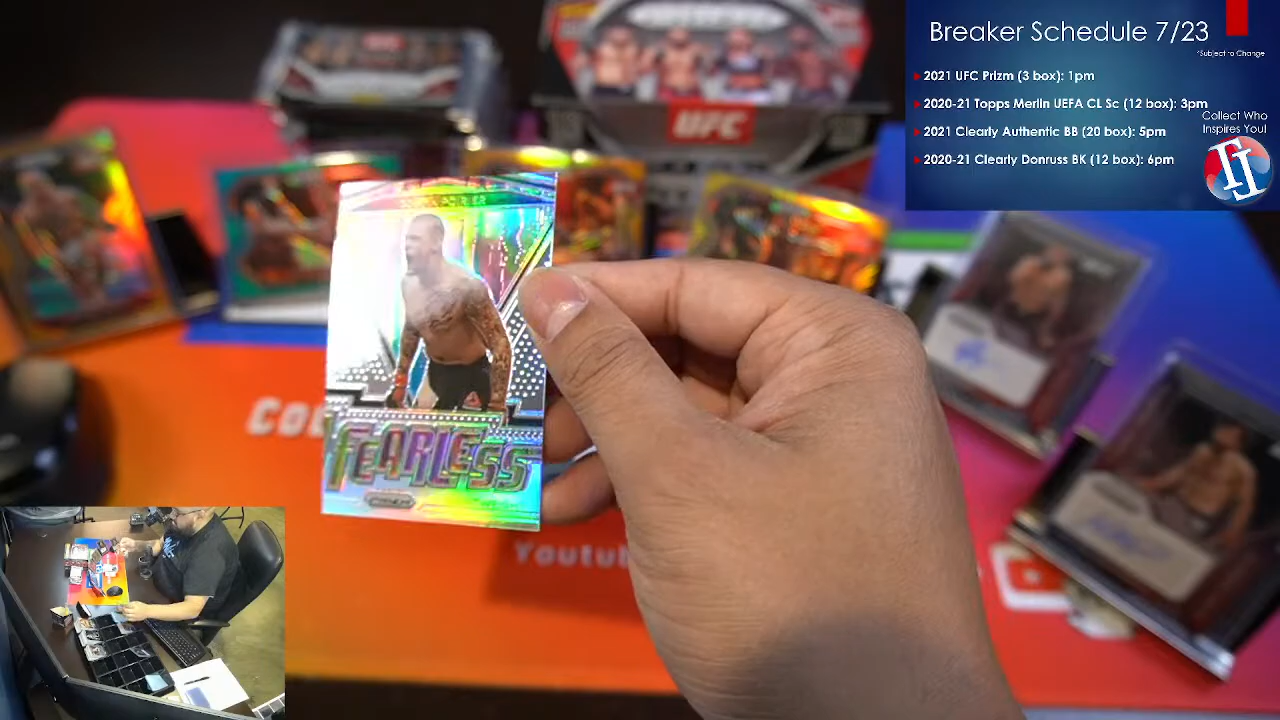 Breaker Schedule 7/23
*Subject to Change
2021 UFC Prizm (3 box): 1pm
2020-21 Topps Merlin UEFA CL Sc (12 box): 3pm
2021 Clearly Authentic BB (20 box): 5pm
2020-21 Clearly Donruss BK (12 box): 6pm
Collect Who
Inspires You!
UFC
FEARLESS
PRIZM
Youtu